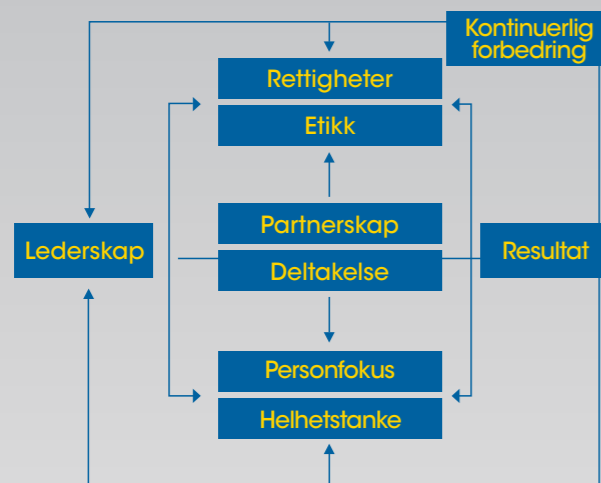 Kontinuerlig
forbedring
Rettigheter
Etikk
Partnerskap
Lederskap
Resultat
Deltakelse
Personfokus
Helhetstanke